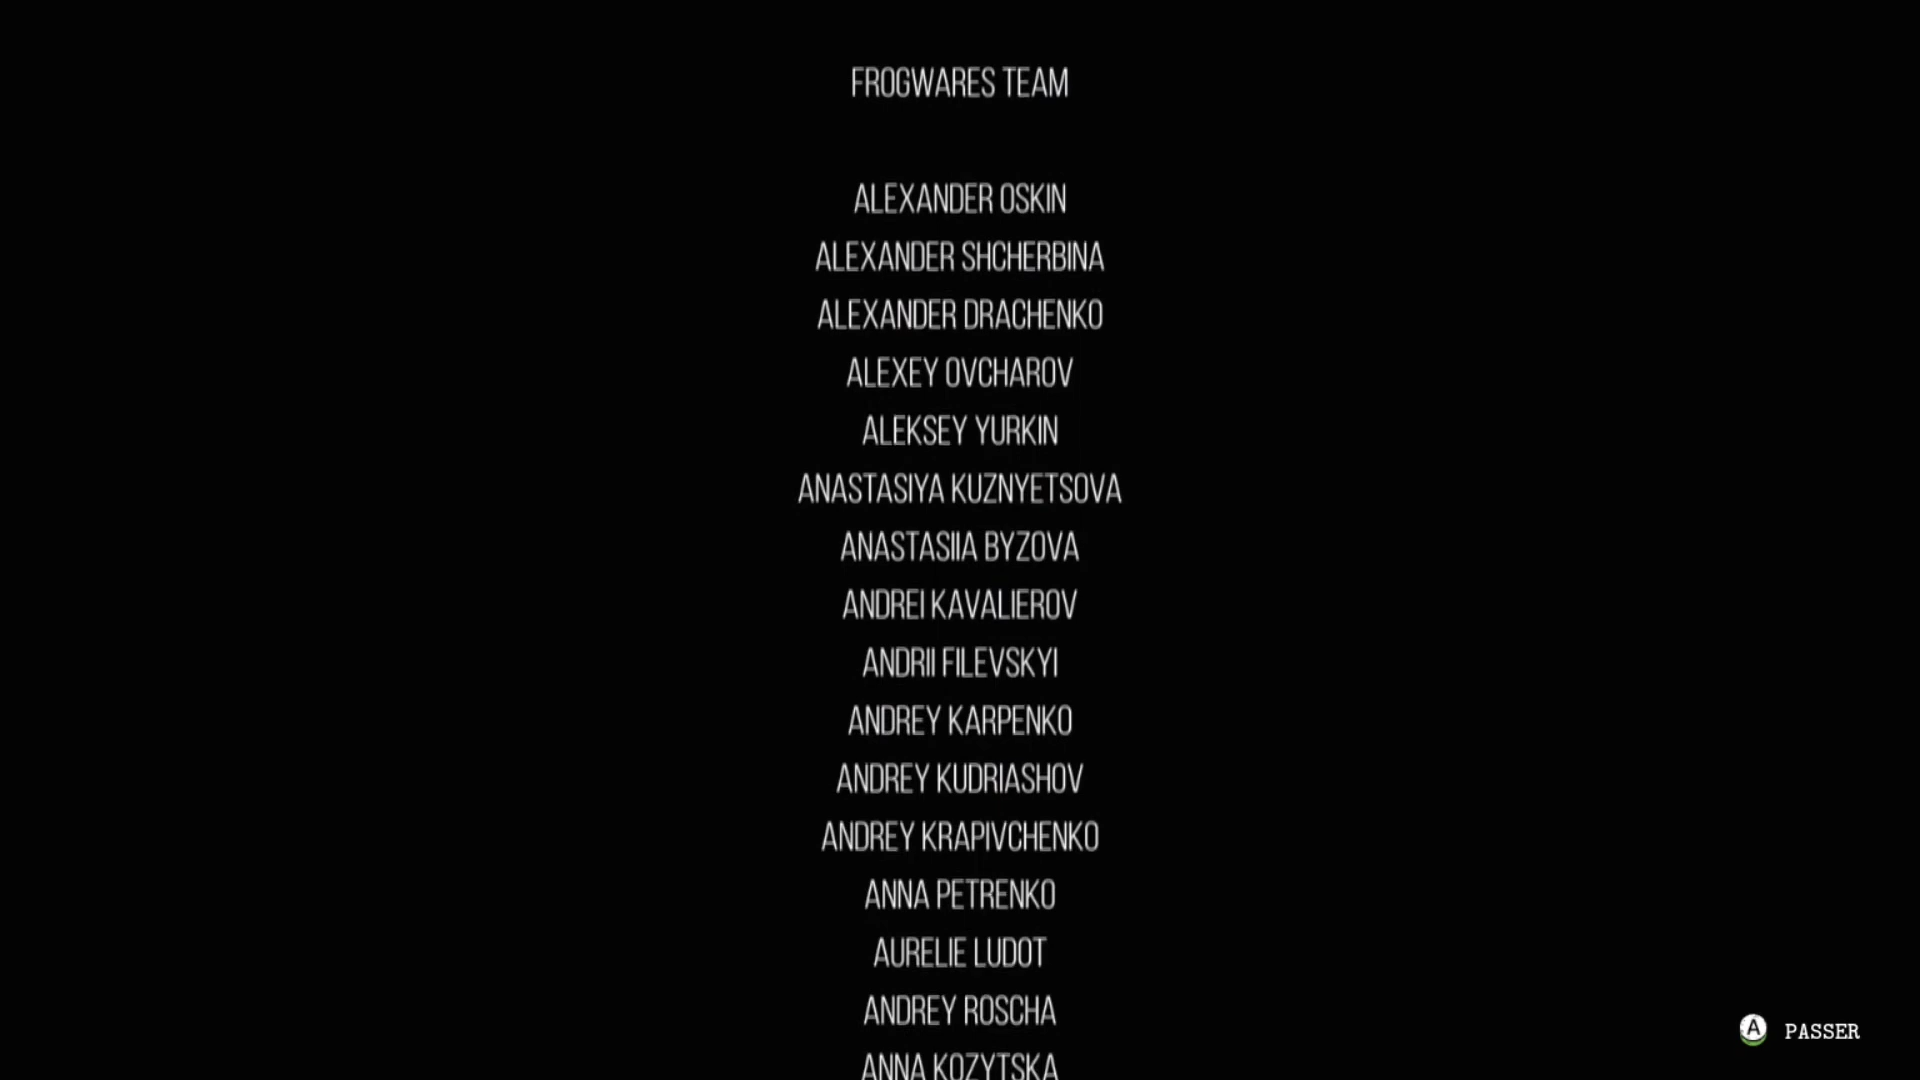 FROGWARES TEAM
ALEXANDER OSKIN
ALEXANDER SHCHERBINA
ALEXANDER DRACHENKO
ALEXEY OVCHAROV
ALEKSEY YURKIN
ANASTASIYA KUZNYETSOVA
ANASTASIIA BYZOVA
ANDREI KAVALIEROV
ANDRII FILEVSKYI
ANDREY KARPENKO
ANDREY KUDRIASHOV
ANDREY KRAPIVCHENKO
ANNA PETRENKO
AURELIE LUDOT
ANDREY ROSCHA
ANNA KOZYTSKA
A PASSER